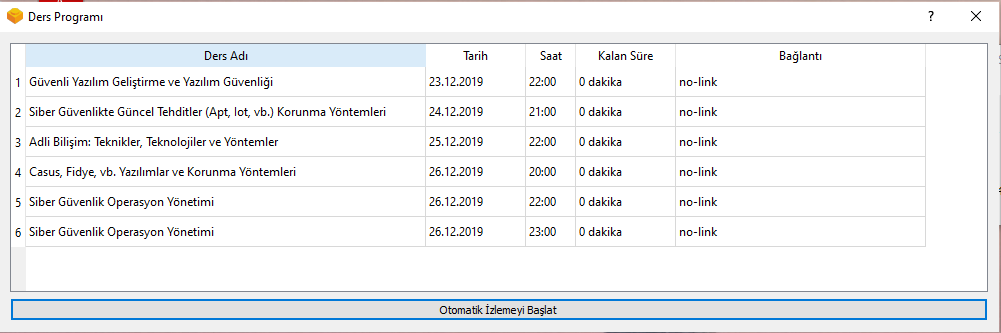 Ders Programı
?
Ders Adı Tarih Saat Kalan Süre Bağlantı
1 Güvenli Yazılım Geliştirme ve Yazılım Güvenliği 23.12.2019 22:00 0 dakika no-link
2 Siber Güvenlikte Güncel Tehditler (Apt, Iot, vb.) Korunma Yöntemleri 24.12.2019 21:00 0 dakika no-link
3 Adli Bilişim: Teknikler, Teknolojiler ve Yöntemler 25.12.2019 22:00 0 dakika no-link
4 Casus, Fidye, vb. Yazılımlar ve Korunma Yöntemleri 26.12.2019 20:00 0 dakika no-link
5 Siber Güvenlik Operasyon Yönetimi 26.12.2019 22:00 0 dakika no-link
6 Siber Güvenlik Operasyon Yönetimi 26.12.2019 23:00 0 dakika no-link
Otomatik İzlemeyi Başlat